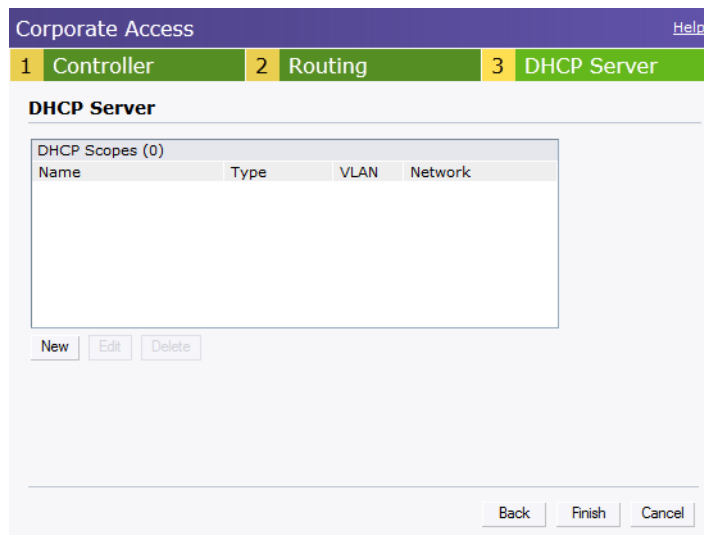 Corporate Access Help
1 Controller 2 Routing 3 DHCP Server
DHCP Server
DHCP Scopes (0)
Name Type VLAN Network
New Edit Delete
Back Finish Cancel